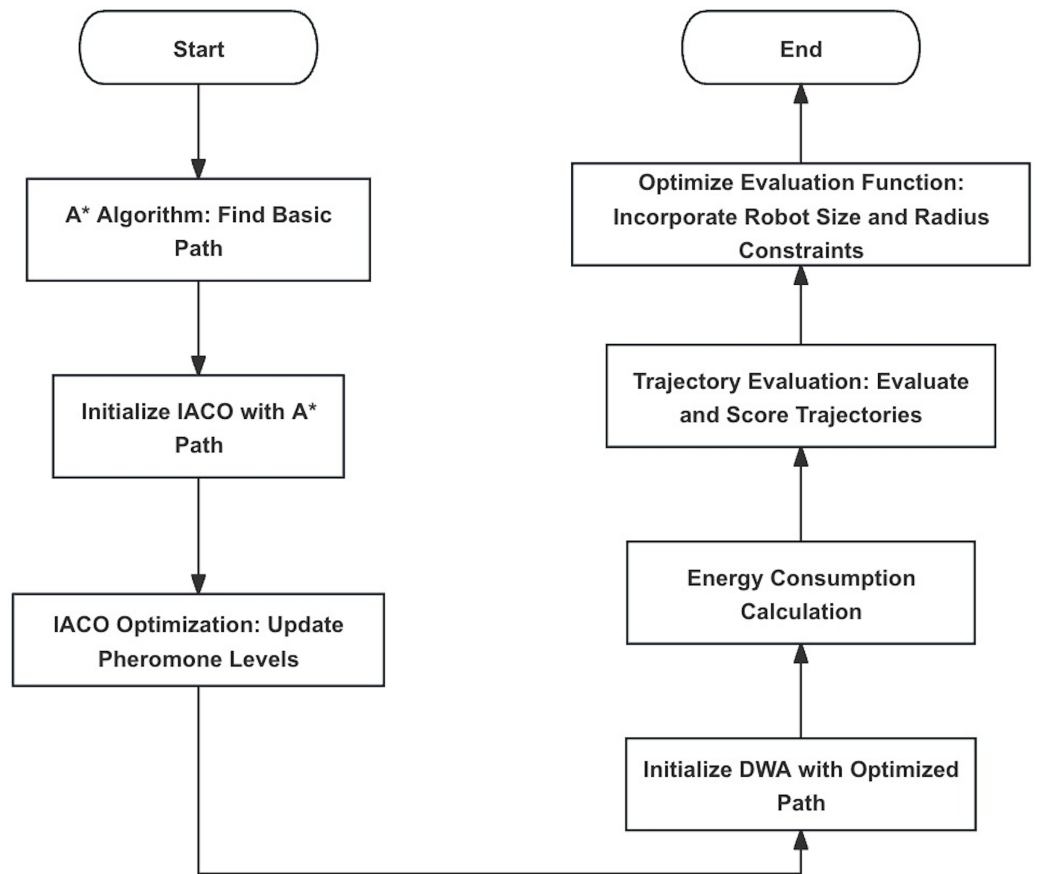 Start
A* Algorithm: Find Basic
Path
Initialize IACO with A*
Path
IACO Optimization: Update
Pheromone Levels
Initialize DWA with Optimized
Path
Energy Consumption
Calculation
Trajectory Evaluation: Evaluate
and Score Trajectories
Optimize Evaluation Function:
Incorporate Robot Size and Radius
Constraints
End